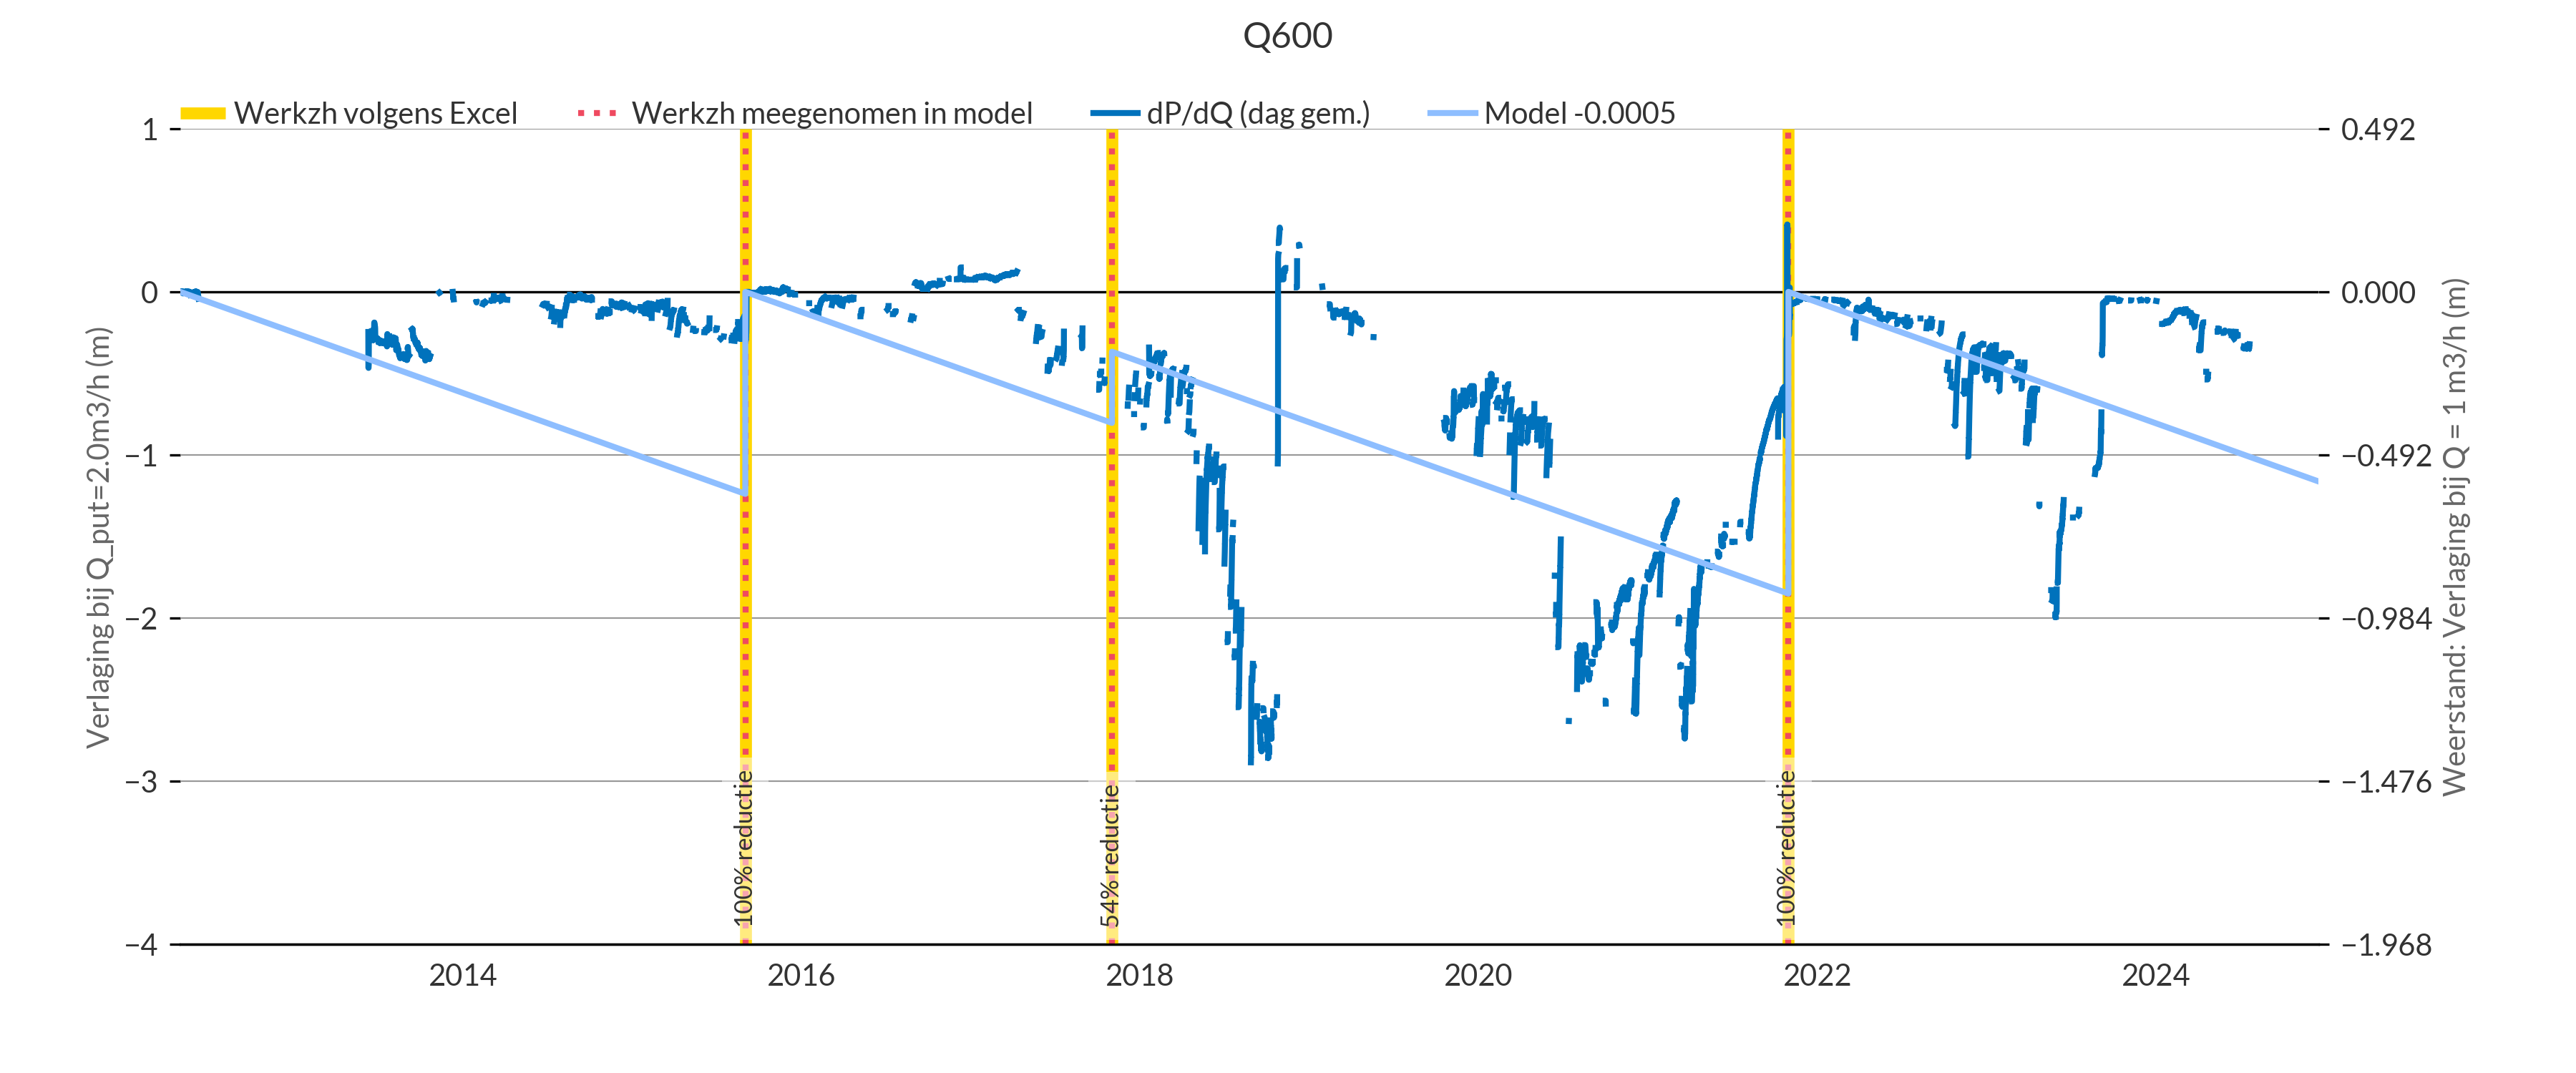 Q600
Werkzh volgens Excel
Werkzh meegenomen in model
dP/dQ (dag gem.)
Model -0.0005
Verlaging bij Q_put=2.0m3/h (m)
1
0
−1
−2
−3
−4
0.492
0.000
−0.492
−0.984
−1.476
−1.968
Weerstand: Verlaging bij Q = 1 m3/h (m)
100% reductie
54% reductie
100% reductie
2014
2016
2018
2020
2022
2024